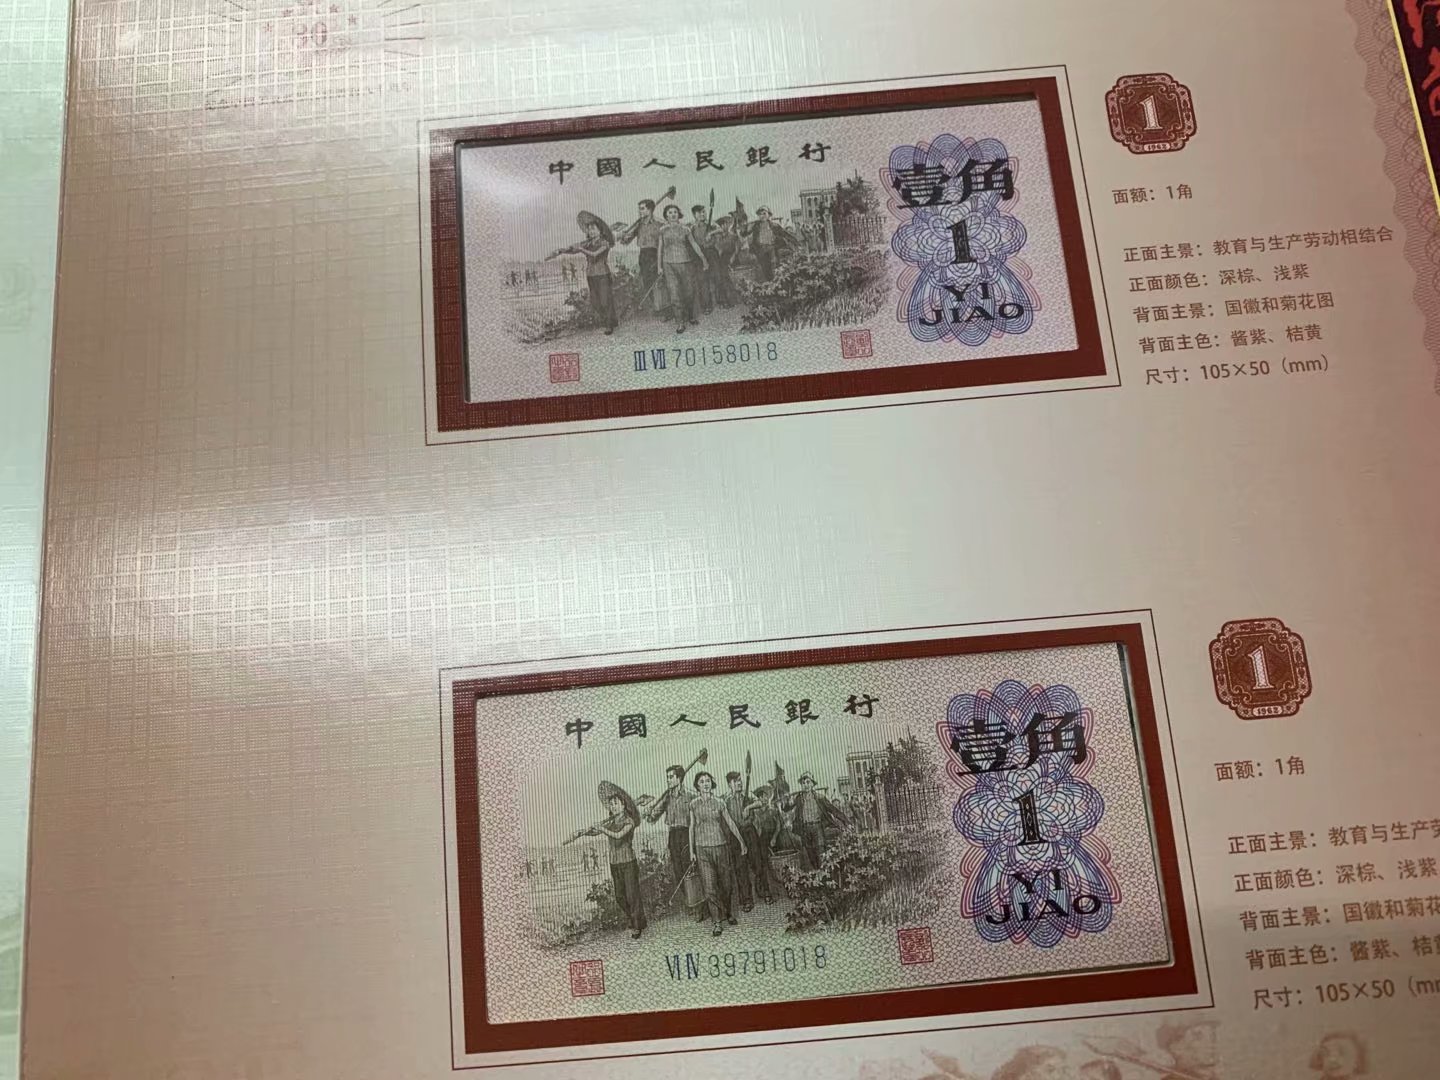 30
中國人民銀行
壹角
1
YI
JIAO
ⅢⅦ70158018
1
1962
面额：1角
正面主景：教育与生产劳动相结合
正面颜色：深棕、浅紫
背面主景：国徽和菊花图
背面主色：酱紫、桔黄
尺寸：105×50（mm）
中國人民銀行
壹角
1
YI
JIAO
ⅥⅣ39791018
1
1962
面额：1角
正面主景：教育与生产劳
正面颜色：深棕、浅紫
背面主景：国徽和菊花
背面主色：酱紫、桔
尺寸：105×50（m